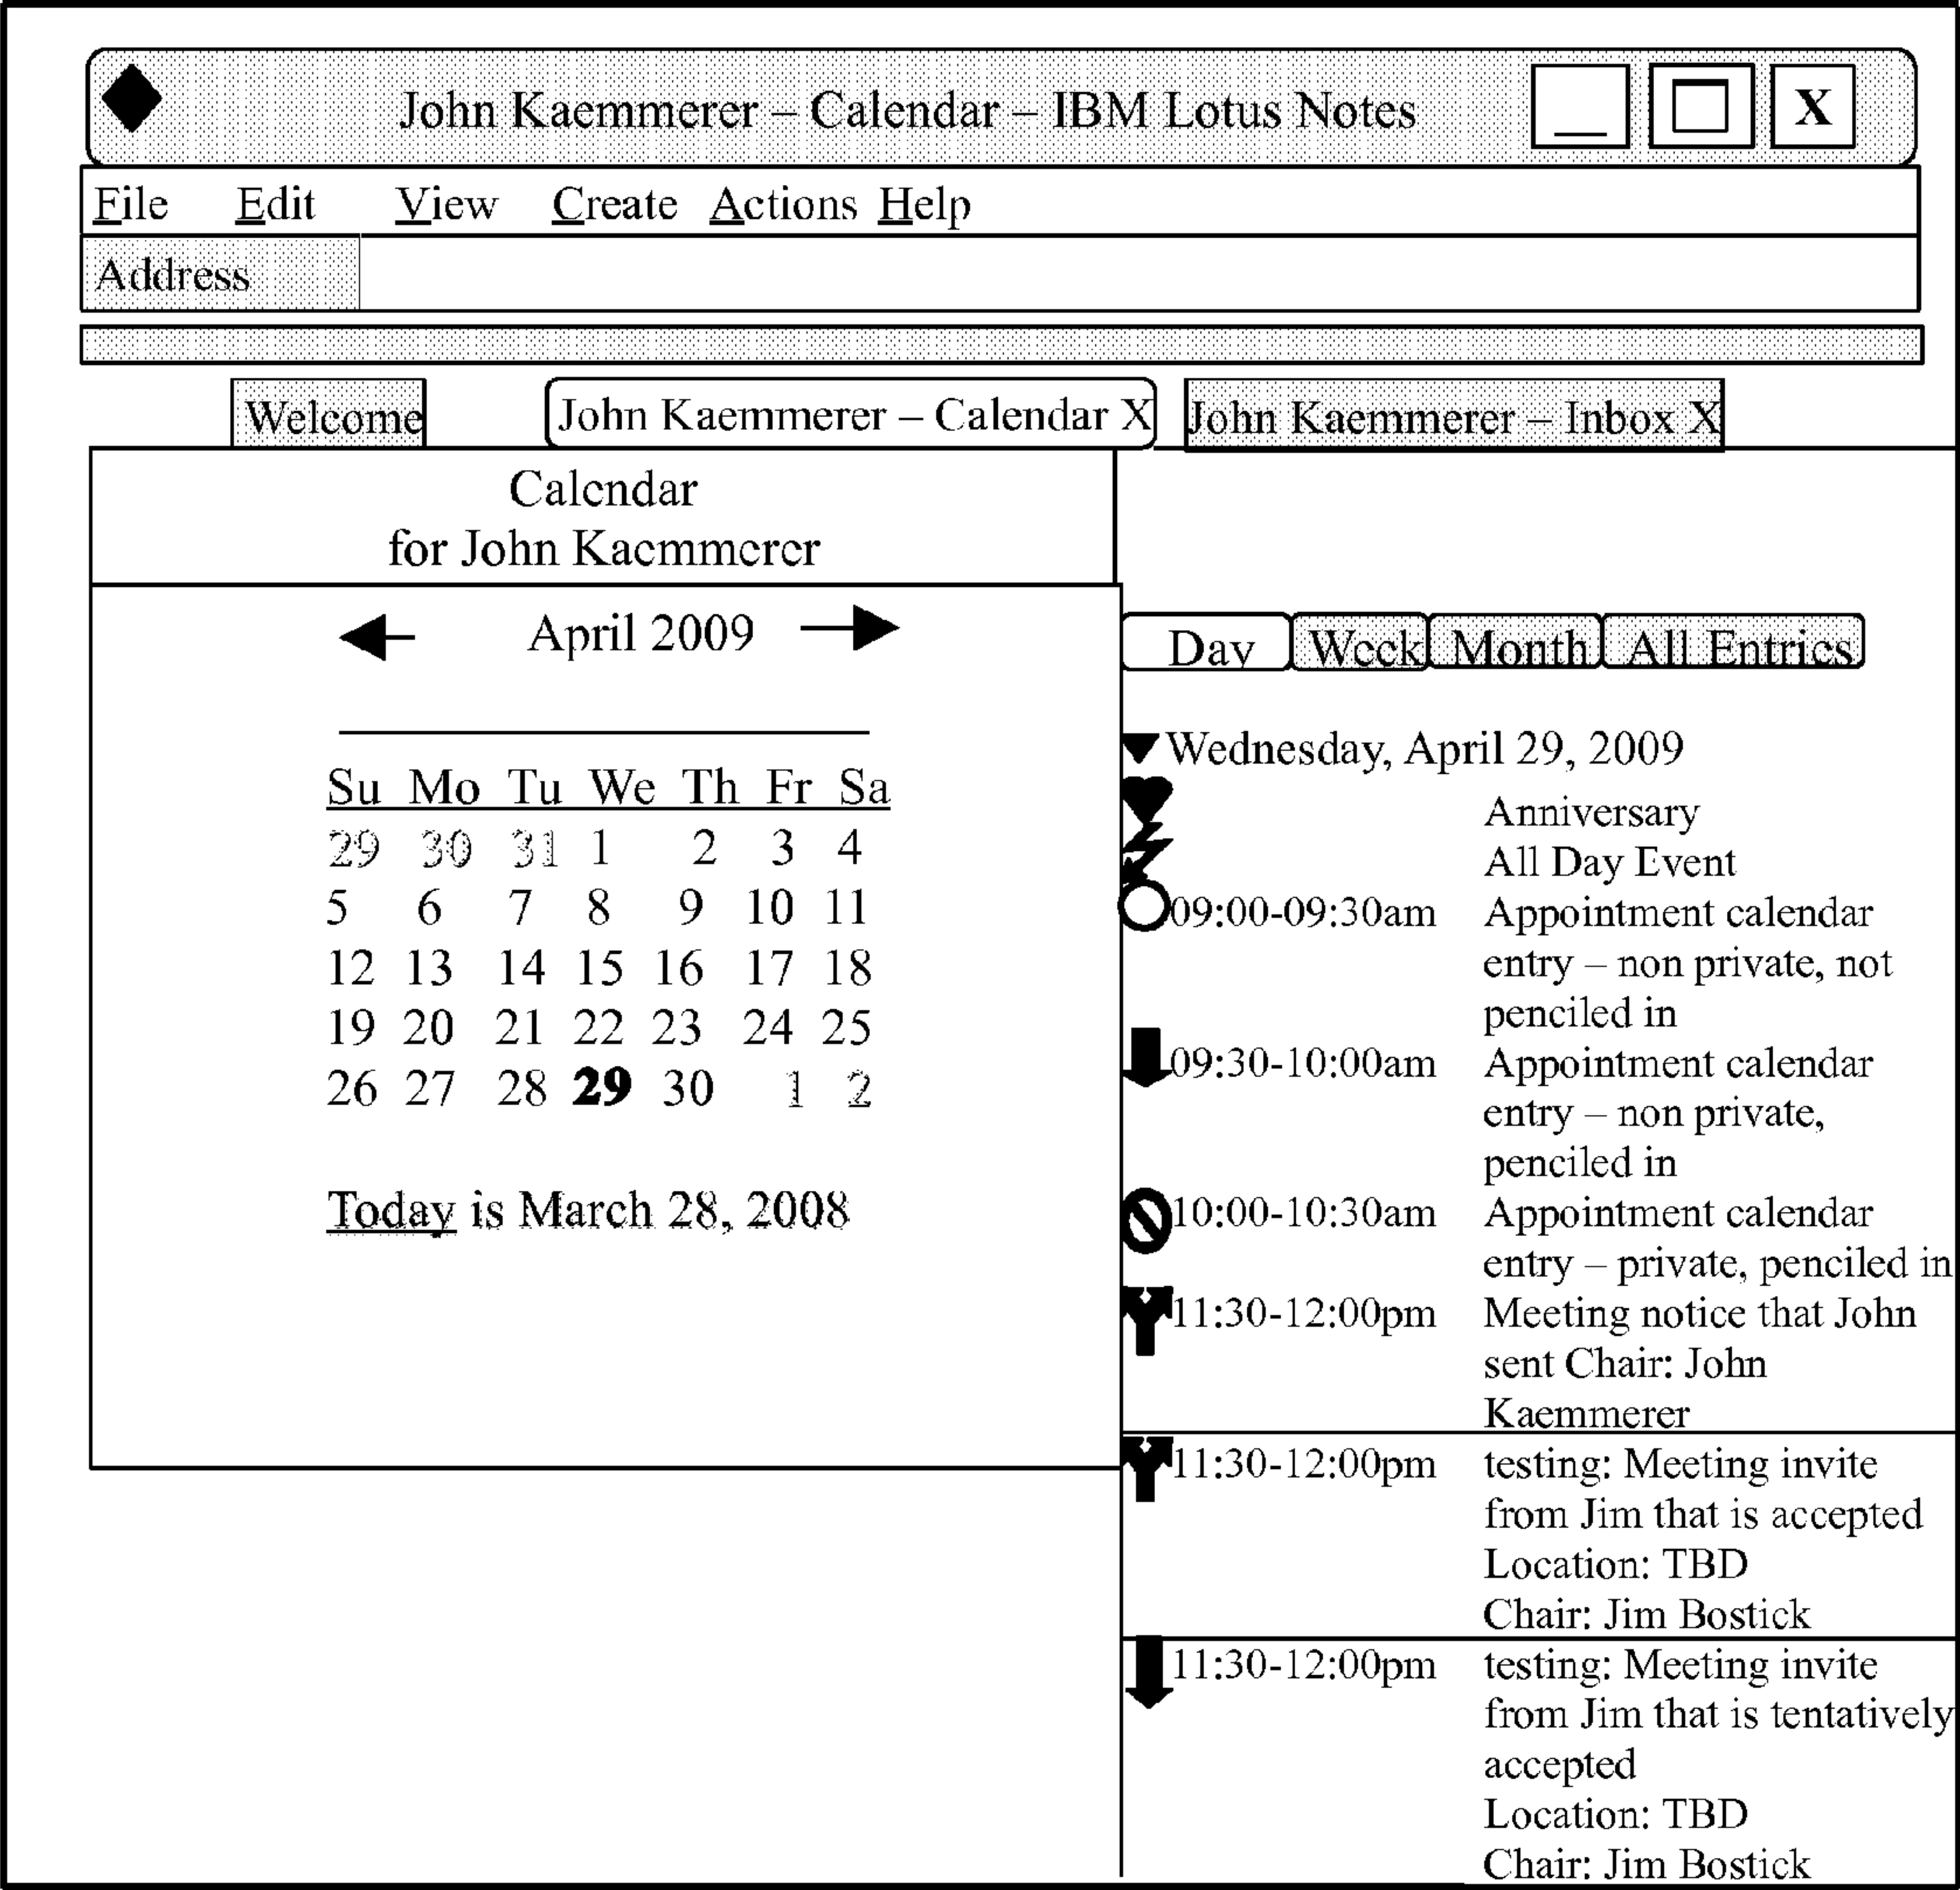 John Kaemmerer – Calendar – IBM Lotus Notes
X
File Edit View Create Actions Help
Address
Welcome
John Kaemmerer – Calendar X
John Kaemmerer – Inbox X
Calendar
for John Kaemmerer
April 2009
Su Mo Tu We Th Fr Sa
29 30 31 1 2 3 4
5 6 7 8 9 10 11
12 13 14 15 16 17 18
19 20 21 22 23 24 25
26 27 28 29 30 1 2
Today is March 28, 2008
Day Week Month All Entries
Wednesday, April 29, 2009
Anniversary
All Day Event
09:00-09:30am Appointment calendar
entry – non private, not
penciled in
09:30-10:00am Appointment calendar
entry – non private,
penciled in
10:00-10:30am Appointment calendar
entry – private, penciled in
11:30-12:00pm Meeting notice that John
sent Chair: John
Kaemmerer
11:30-12:00pm testing: Meeting invite
from Jim that is accepted
Location: TBD
Chair: Jim Bostick
11:30-12:00pm testing: Meeting invite
from Jim that is tentatively
accepted
Location: TBD
Chair: Jim Bostick